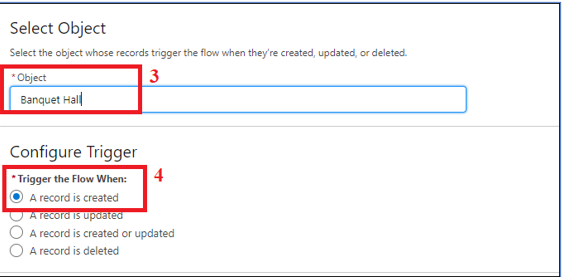 Select Object
Select the object whose records trigger the flow when they're created, updated, or deleted.
*Object
3
Banquet Hall
Configure Trigger
*Trigger the Flow When:
4
A record is created
A record is updated
A record is created or updated
A record is deleted